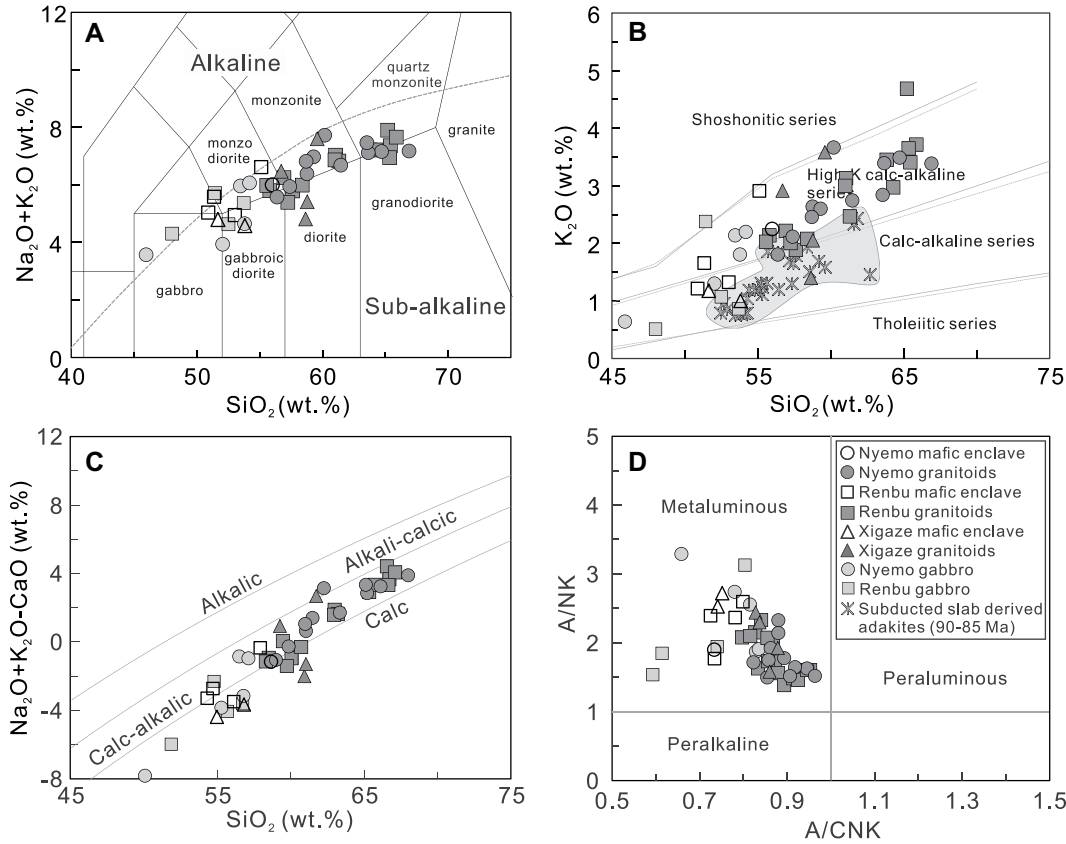 A
Alkaline
quartz
monzonite
monzonite
granite
monzo
diorite
granodiorite
diorite
gabbroic
diorite
gabbro
Sub-alkaline
12
8
4
0
40
50
60
70
Na₂O+K₂O (wt.%)
SiO₂ (wt.%)
B
Shoshonitic series
High-K calc-alkaline
series
Calc-alkaline series
Tholeiitic series
6
5
4
3
2
1
0
45
55
65
75
K₂O (wt.%)
SiO₂ (wt.%)
C
Alkalic
Alkali-calcic
Calc
Calc-alkalic
12
8
4
0
-4
-8
45
55
65
75
Na₂O+K₂O-CaO (wt.%)
SiO₂ (wt.%)
D
Metaluminous
Peraluminous
Peralkaline
Nyemo mafic enclave
Nyemo granitoids
Renbu mafic enclave
Renbu granitoids
Xigaze mafic enclave
Xigaze granitoids
Nyemo gabbro
Renbu gabbro
Subducted slab derived
adakites (90-85 Ma)
5
4
3
2
1
0
0.5
0.7
0.9
1.1
1.3
1.5
A/NK
A/CNK